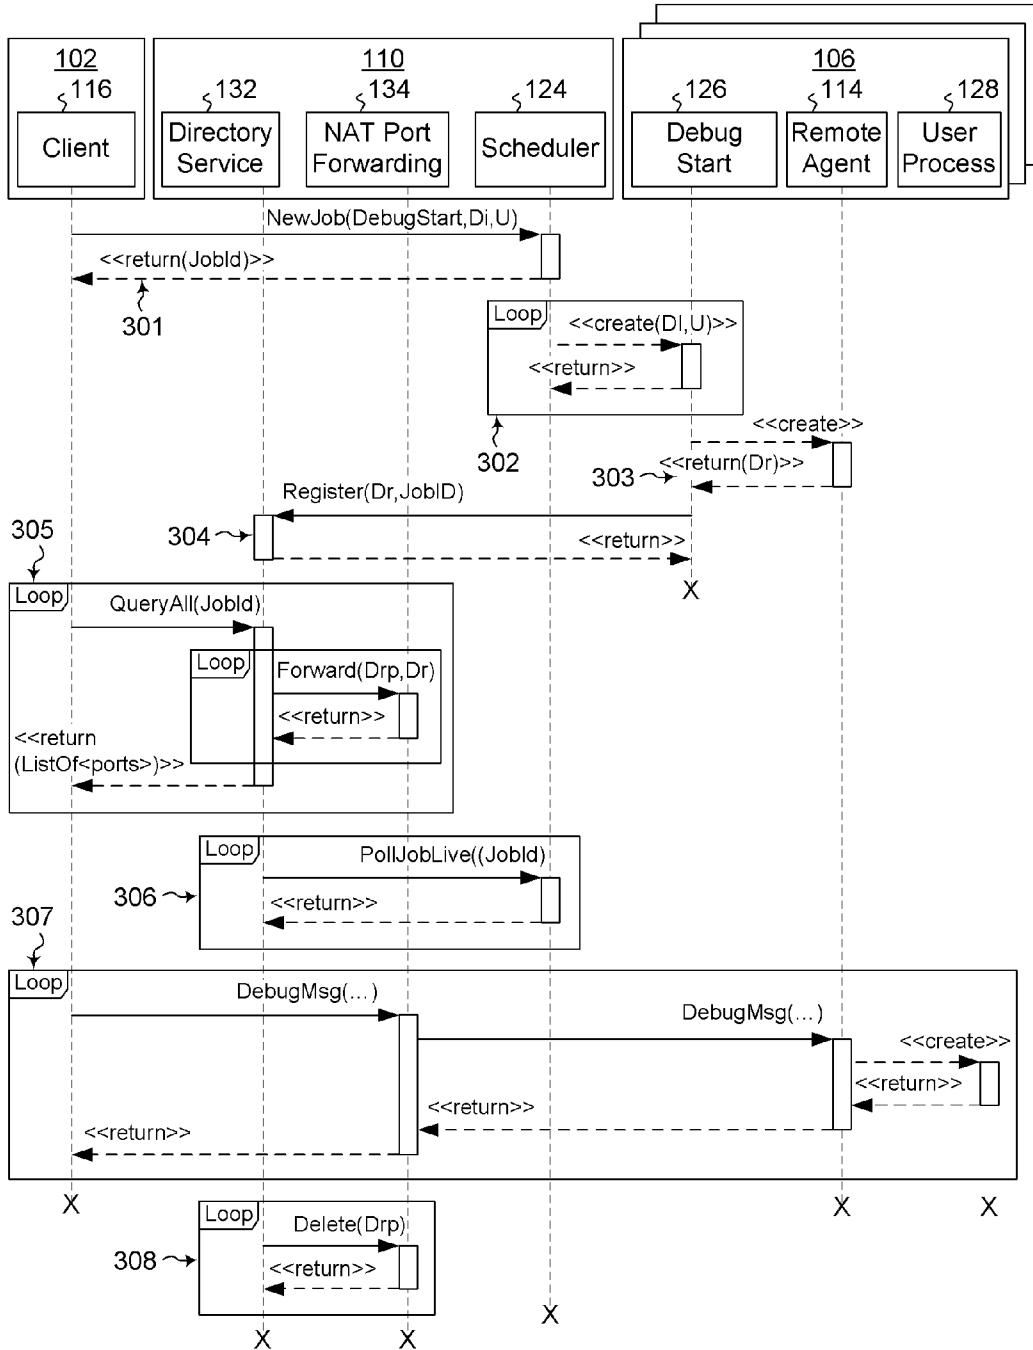 102
110
106
116
132
134
124
126
114
128
Client
Directory
Service
NAT Port
Forwarding
Scheduler
Debug
Start
Remote
Agent
User
Process
NewJob(DebugStart,Di,U)
<<return(JobId)>>
301
Loop
<<create(DI,U)>>
<<return>>
302
<<create>>
303
<<return(Dr)>>
Register(Dr,JobID)
304
<<return>>
X
305
Loop
QueryAll(JobId)
Loop
Forward(Drp,Dr)
<<return>>
<<return
(ListOf<ports>)>>
Loop
PollJobLive((JobId)
306
<<return>>
307
Loop
DebugMsg(...)
DebugMsg(...)
<<create>>
<<return>>
<<return>>
<<return>>
X
X
X
Loop
Delete(Drp)
308
<<return>>
X
X
X